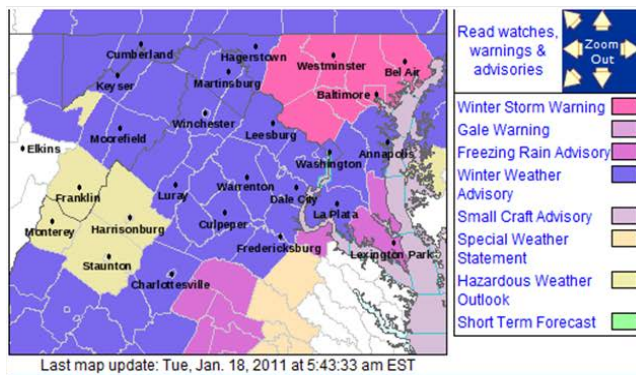 Cumberland
Hagerstown
Westminster
Bel Air
Keyser
Martinsburg
Baltimore
Winchester
Moorefield
Leesburg
Elkins
Washington
Annapolis
Franklin
Luray
Warrenton
Dale City
La Plata
Monterey
Harrisonburg
Culpeper
Fredericksburg
Lexington Park
Staunton
Charlottesville
Last map update: Tue, Jan. 18, 2011 at 5:43:33 am EST
Read watches,
warnings &
advisories
Zoom
Out
Winter Storm Warning
Gale Warning
Freezing Rain Advisory
Winter Weather
Advisory
Small Craft Advisory
Special Weather
Statement
Hazardous Weather
Outlook
Short Term Forecast